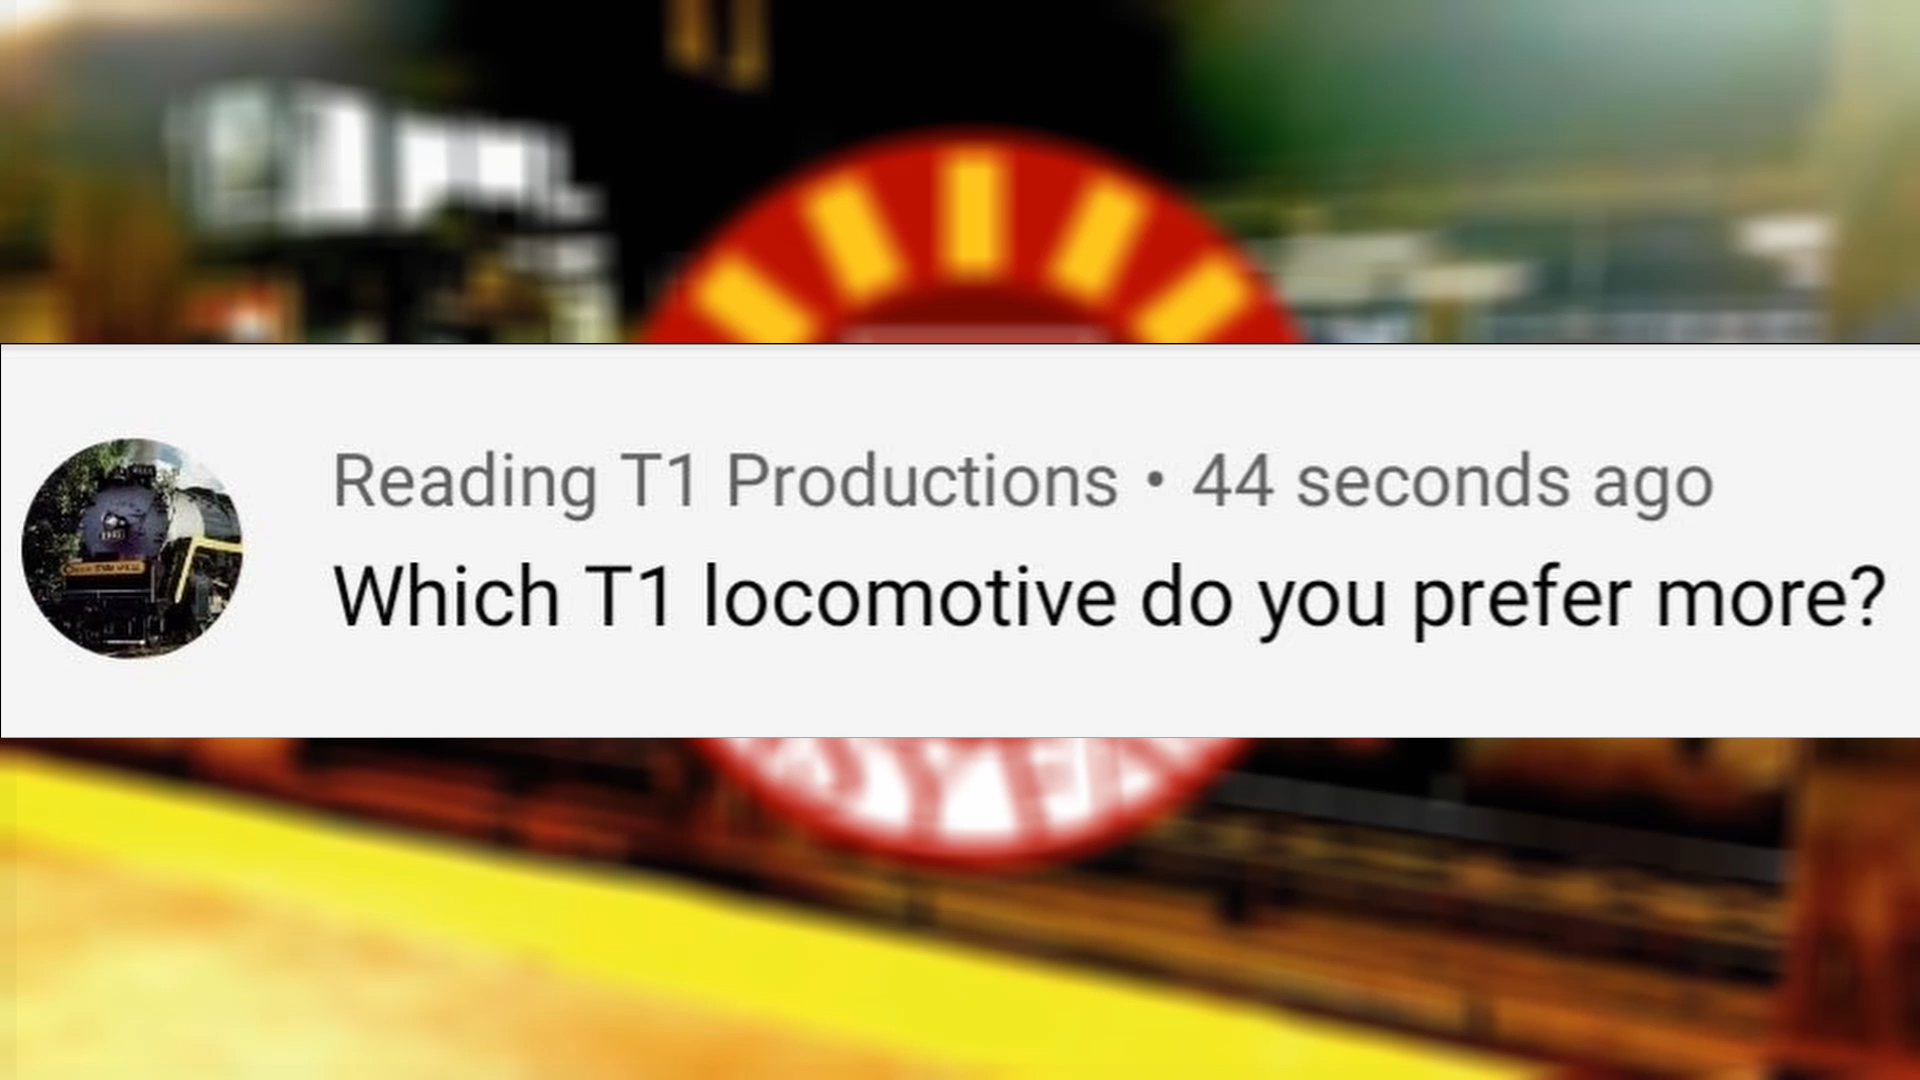 Reading T1 Productions • 44 seconds ago
Which T1 locomotive do you prefer more?